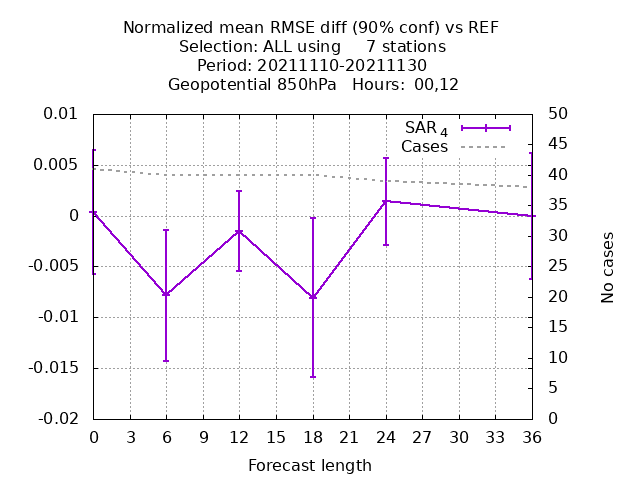 Normalized mean RMSE diff (90% conf) vs REF
Selection: ALL using     7 stations
Period: 20211110-20211130
Geopotential 850hPa   Hours:  00,12
SAR 4
Cases
0.01
0.005
0
-0.005
-0.01
-0.015
-0.02
50
45
40
35
30
25
20
15
10
5
0
No cases
0 3 6 9 12 15 18 21 24 27 30 33 36
Forecast length